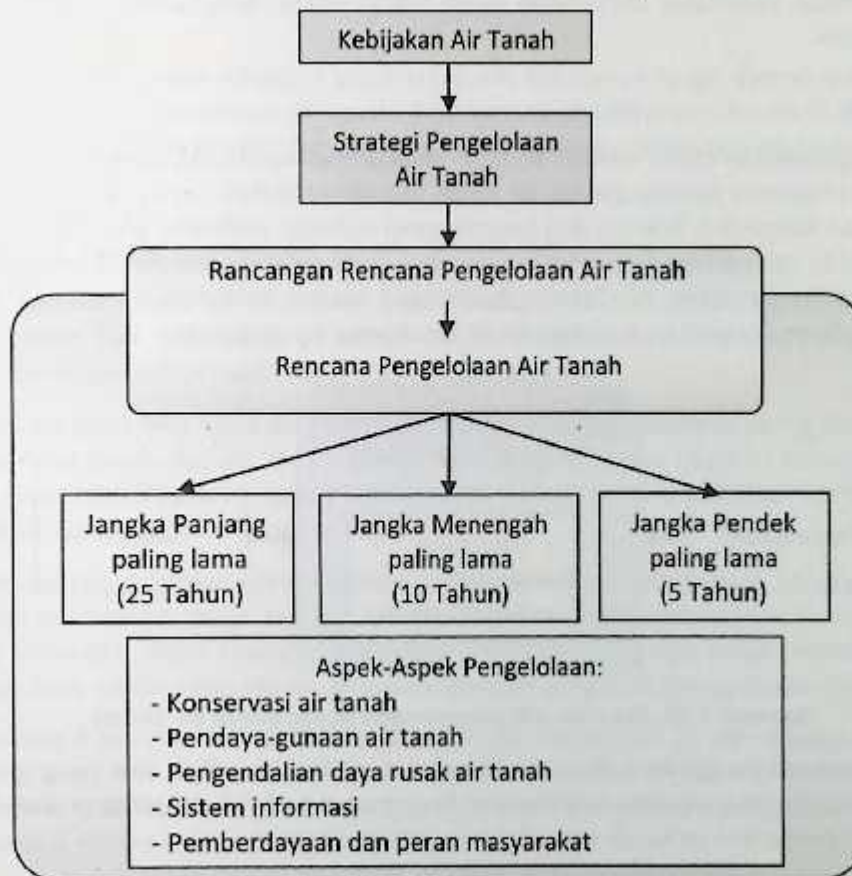 Kebijakan Air Tanah
Strategi Pengelolaan
Air Tanah
Rancangan Rencana Pengelolaan Air Tanah
Rencana Pengelolaan Air Tanah
Jangka Panjang
paling lama
(25 Tahun)
Jangka Menengah
paling lama
(10 Tahun)
Jangka Pendek
paling lama
(5 Tahun)
Aspek-Aspek Pengelolaan:
- Konservasi air tanah
- Pendaya-gunaan air tanah
- Pengendalian daya rusak air tanah
- Sistem informasi
- Pemberdayaan dan peran masyarakat